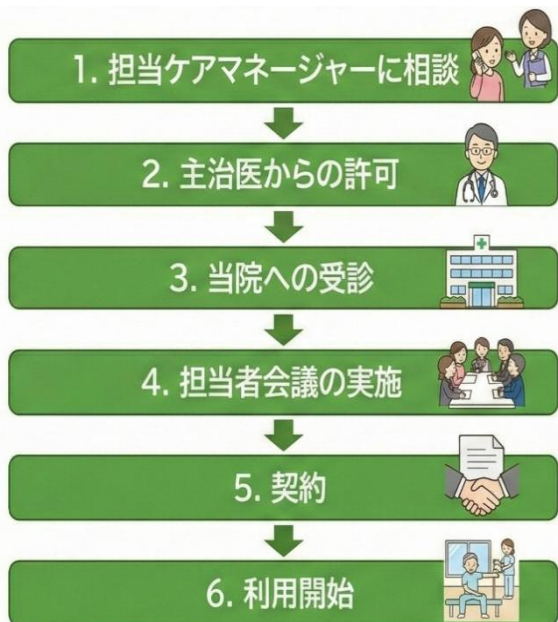 1. 担当ケアマネージャーに相談
2. 主治医からの許可
3. 当院への受診
4. 担当者会議の実施
5. 契約
6. 利用開始